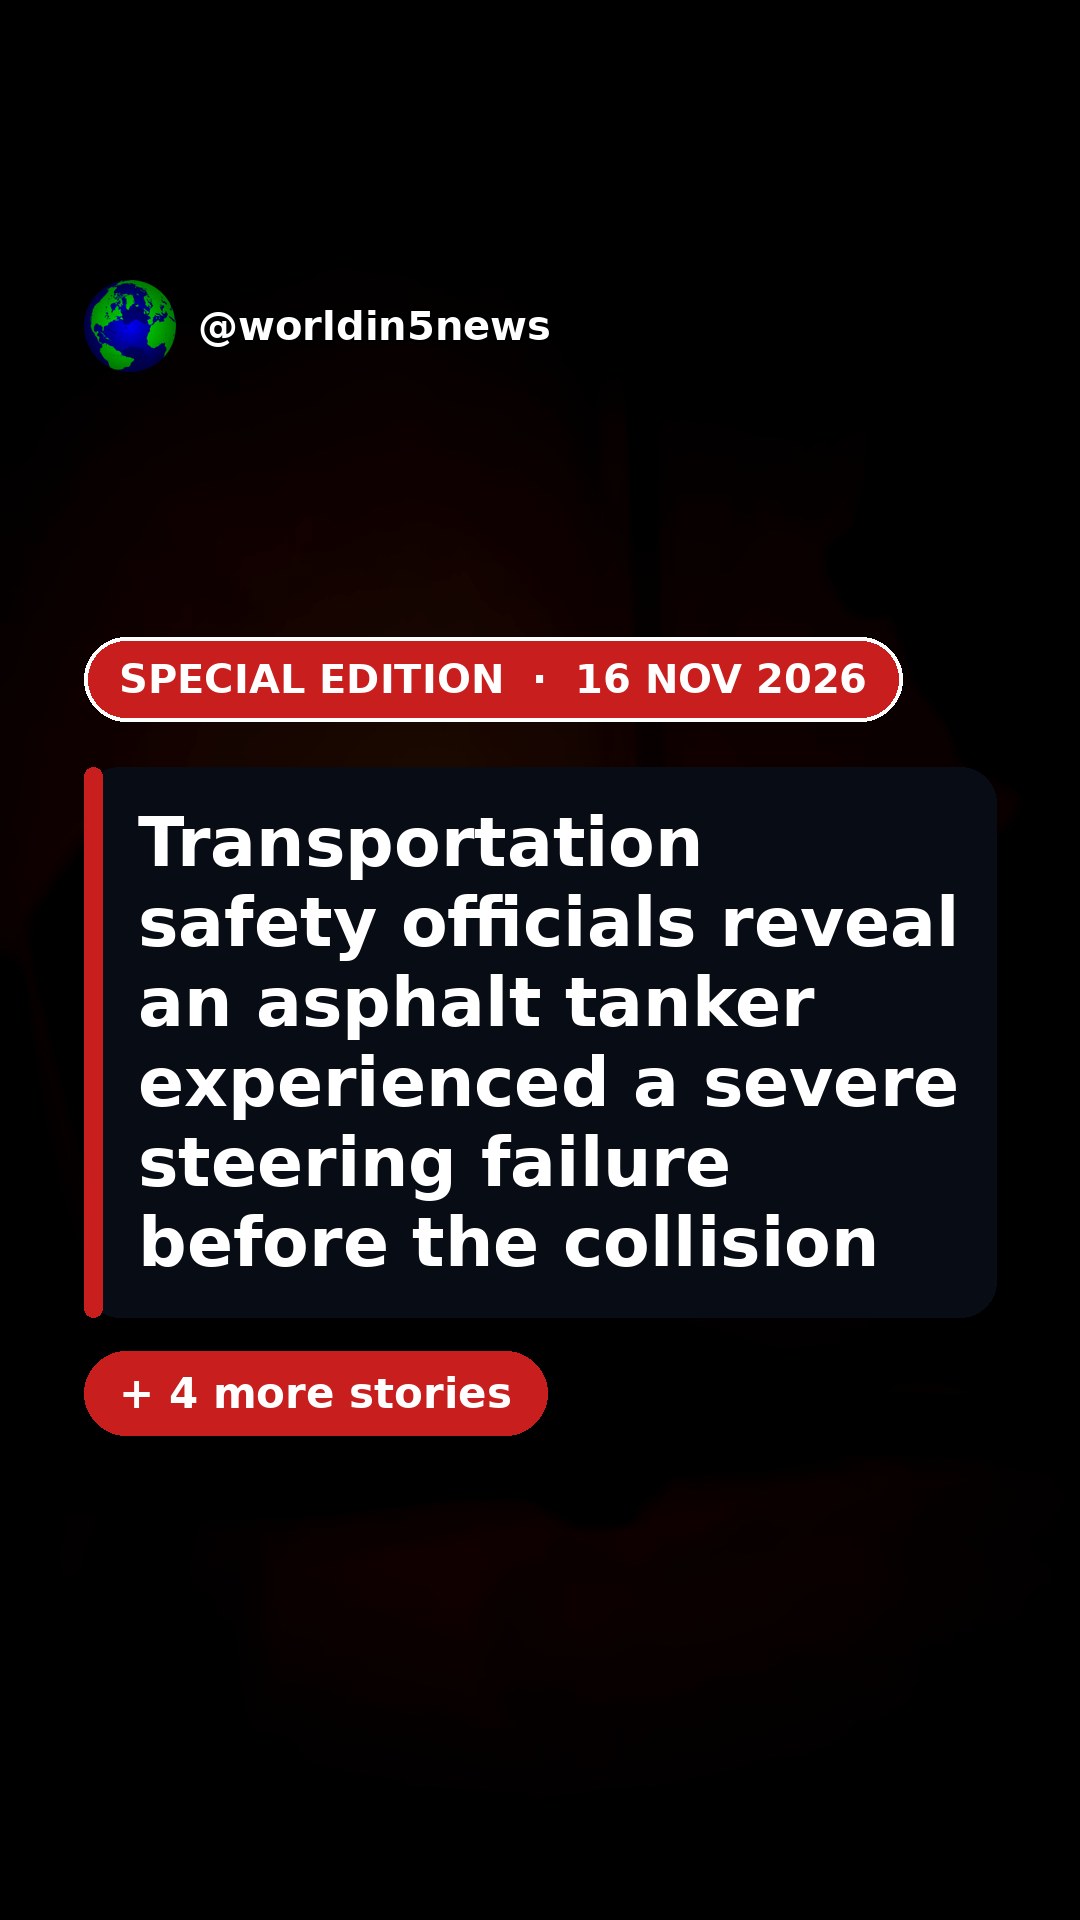 @worldin5news
SPECIAL EDITION · 16 NOV 2026
Transportation
safety officials reveal
an asphalt tanker
experienced a severe
steering failure
before the collision
+ 4 more stories